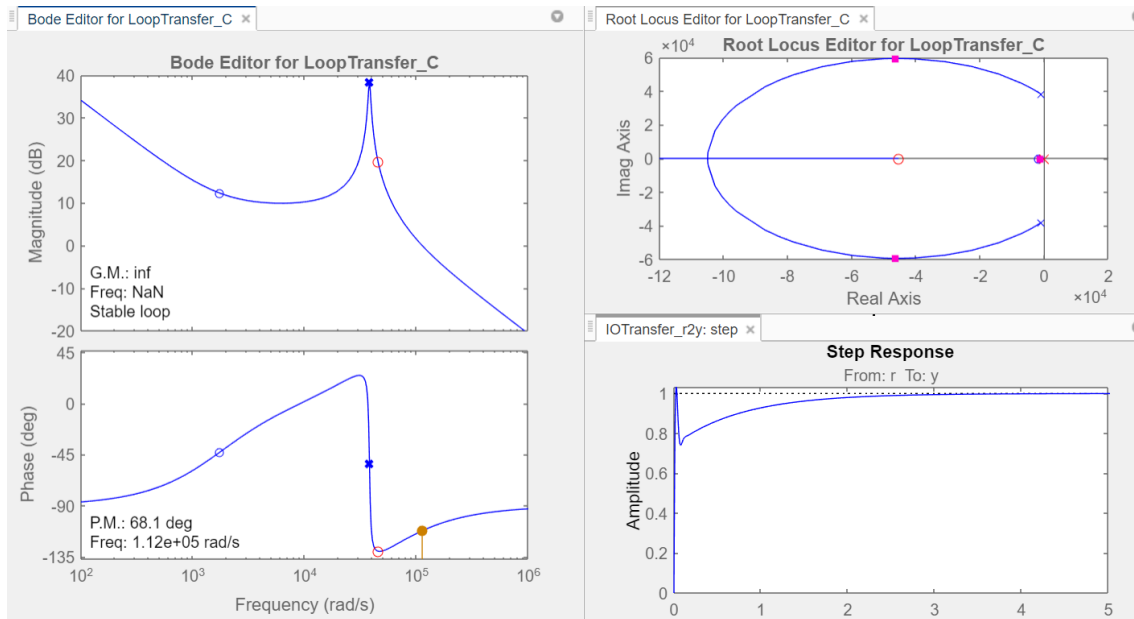 Bode Editor for LoopTransfer_C ×
Bode Editor for LoopTransfer_C
Magnitude (dB)
40
30
20
10
0
-10
-20
G.M.: inf
Freq: NaN
Stable loop
Phase (deg)
45
0
-45
-90
-135
P.M.: 68.1 deg
Freq: 1.12e+05 rad/s
10² 10³ 10⁴ 10⁵ 10⁶
Frequency (rad/s)
Root Locus Editor for LoopTransfer_C ×
×10⁴ Root Locus Editor for LoopTransfer_C
Imag Axis
6
4
2
0
-2
-4
-6
-12 -10 -8 -6 -4 -2 0 2
Real Axis ×10⁴
IOTransfer_r2y: step ×
Step Response
From: r To: y
Amplitude
1
0.8
0.6
0.4
0.2
0
0 1 2 3 4 5